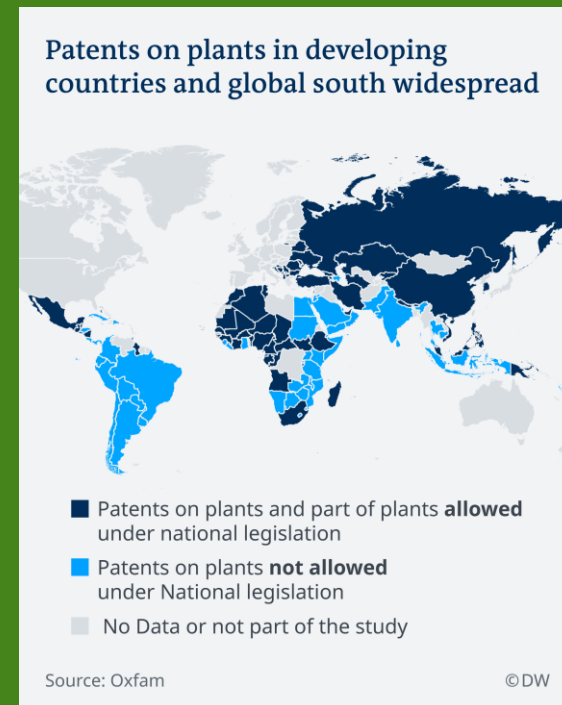 Patents on plants in developing
countries and global south widespread
Patents on plants and part of plants allowed
under national legislation
Patents on plants not allowed
under National legislation
No Data or not part of the study
Source: Oxfam
©DW